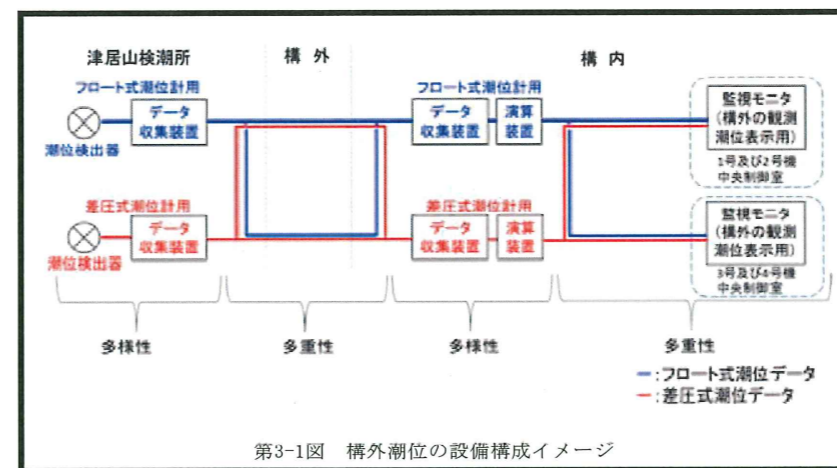 津居山検潮所
構 外
構 内
フロート式潮位計用
潮位検出器
データ
収集装置
フロート式潮位計用
データ
収集装置
演算
装置
監視モニタ
(構外の観測
潮位表示用)
1号及び2号機
中央制御室
差圧式潮位計用
潮位検出器
データ
収集装置
差圧式潮位計用
データ
収集装置
演算
装置
監視モニタ
(構外の観測
潮位表示用)
3号及び4号機
中央制御室
多様性
多重性
多様性
多重性
:フロート式潮位データ
:差圧式潮位データ
第3-1図 構外潮位の設備構成イメージ